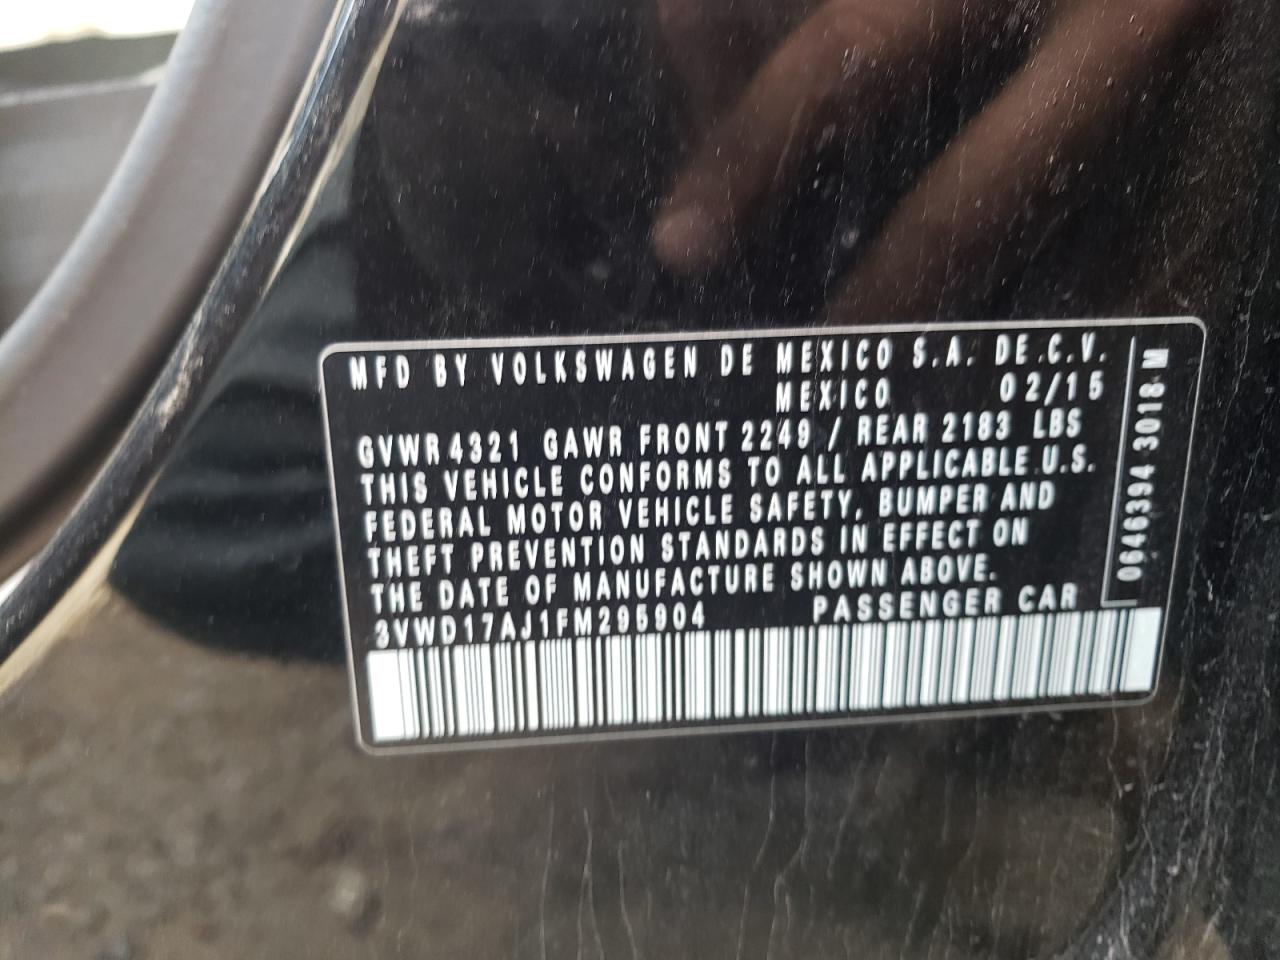 MFD BY VOLKSWAGEN DE MEXICO S.A. DE.C.V.
MEXICO 02/15
GVWR 4321 GAWR FRONT 2249 / REAR 2183 LBS
THIS VEHICLE CONFORMS TO ALL APPLICABLE U.S.
FEDERAL MOTOR VEHICLE SAFETY, BUMPER AND
THEFT PREVENTION STANDARDS IN EFFECT ON
THE DATE OF MANUFACTURE SHOWN ABOVE.
3VWD17AJ1FM295904 PASSENGER CAR
0646394 3018 M